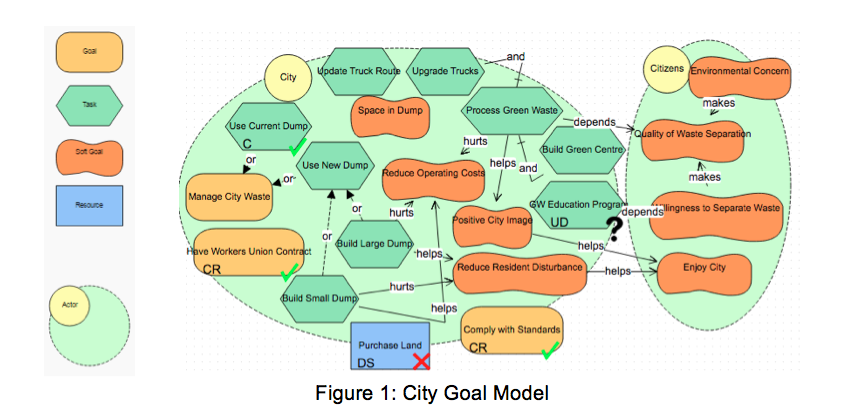 Goal
Task
Soft Goal
Resource
Actor
City
Update Truck Route
Upgrade Trucks
and
Citizens
Environmental Concern
makes
Space in Dump
Process Green Waste
depends
Use Current Dump
C
or
hurts
Quality of Waste Separation
Build Green Centre
Use New Dump
helps
and
or
Reduce Operating Costs
makes
Manage City Waste
or
hurts
GW Education Program
UD
?
depends
Willingness to Separate Waste
Positive City Image
Have Workers Union Contract
CR
or
Build Large Dump
helps
helps
Reduce Resident Disturbance
helps
Enjoy City
Build Small Dump
hurts
helps
Purchase Land
DS
Comply with Standards
CR
Figure 1: City Goal Model